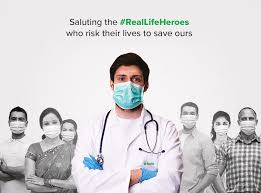 Saluting the #RealLifeHeroes
who risk their lives to save ours